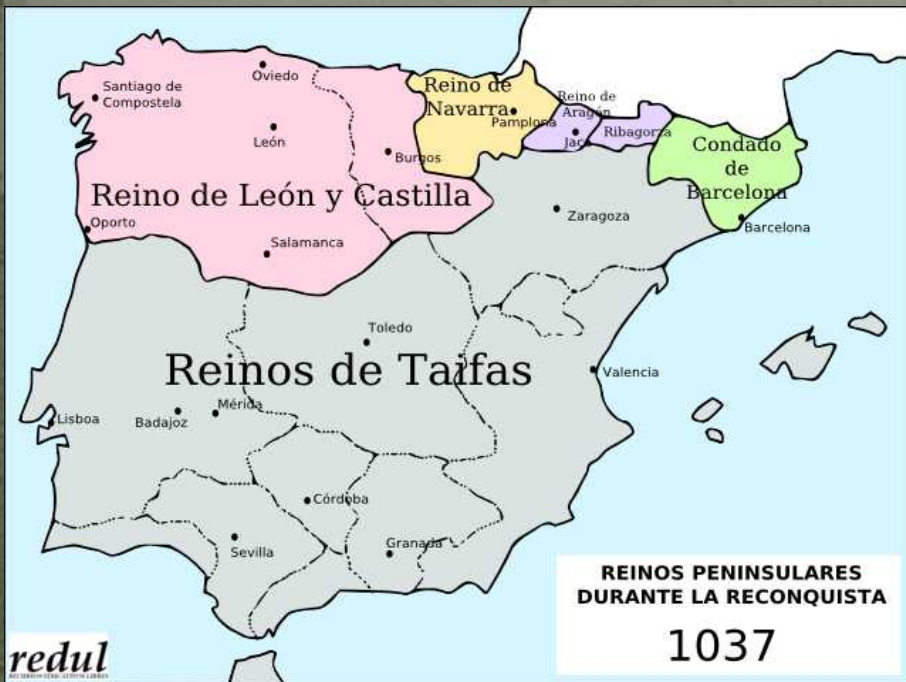 Oviedo
Santiago de
Compostela
León
Burgos
Reino de León y Castilla
Oporto
Salamanca
Reino de
Navarra
Pamplona
Reino de
Aragón
Jaca
Ribagorza
Condado
de
Barcelona
Barcelona
Zaragoza
Toledo
Reinos de Taifas
Valencia
Lisboa
Badajoz
Mérida
Córdoba
Sevilla
Granada
REINOS PENINSULARES
DURANTE LA RECONQUISTA
1037
redul